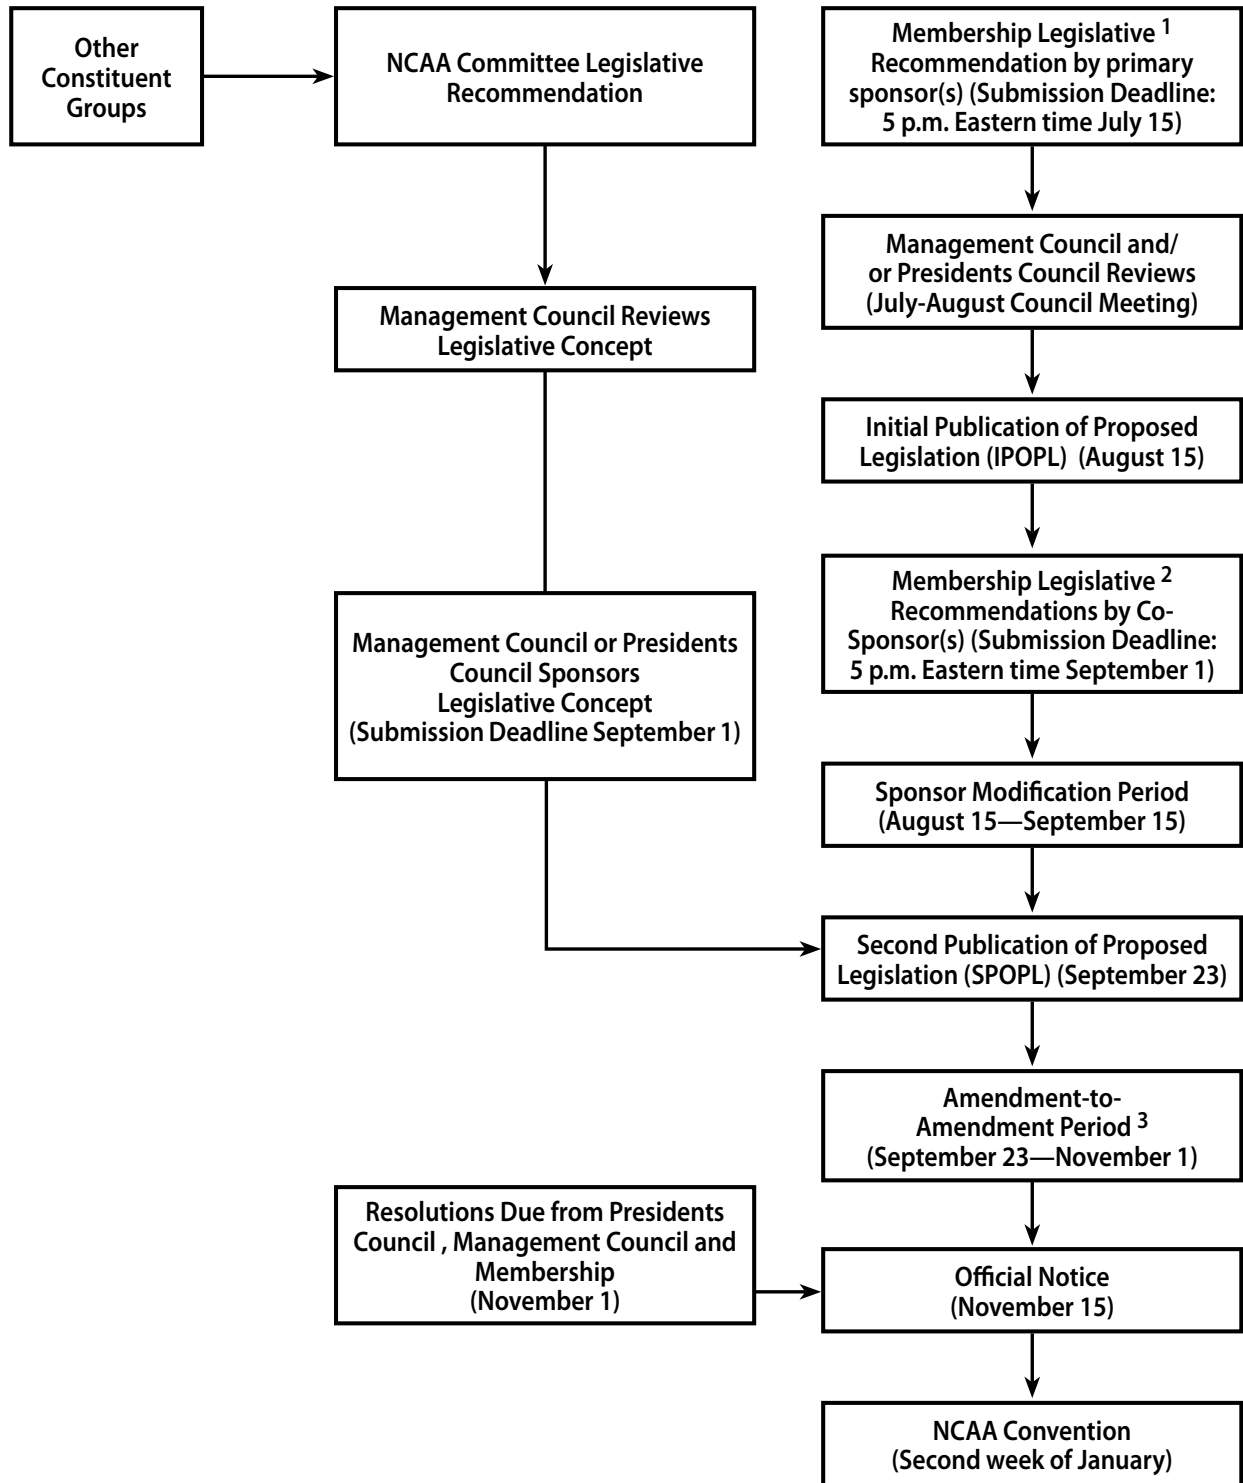 Other
Constituent
Groups
NCAA Committee Legislative
Recommendation
Membership Legislative 1
Recommendation by primary
sponsor(s) (Submission Deadline:
5 p.m. Eastern time July 15)
Management Council and/
or Presidents Council Reviews
(July-August Council Meeting)
Management Council Reviews
Legislative Concept
Initial Publication of Proposed
Legislation (IPOPL) (August 15)
Membership Legislative 2
Recommendations by Co-
Sponsor(s) (Submission Deadline:
5 p.m. Eastern time September 1)
Management Council or Presidents
Council Sponsors
Legislative Concept
(Submission Deadline September 1)
Sponsor Modification Period
(August 15—September 15)
Second Publication of Proposed
Legislation (SPOPL) (September 23)
Amendment-to-
Amendment Period 3
(September 23—November 1)
Resolutions Due from Presidents
Council , Management Council and
Membership
(November 1)
Official Notice
(November 15)
NCAA Convention
(Second week of January)